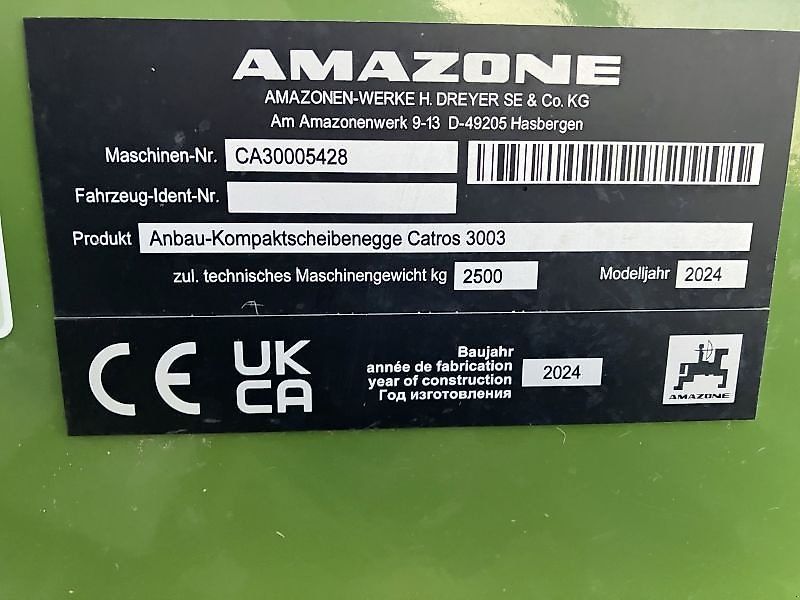 AMAZONE
AMAZONEN-WERKE H. DREYER SE & Co. KG
Am Amazonenwerk 9-13 D-49205 Hasbergen
Maschinen-Nr. CA30005428
Fahrzeug-Ident-Nr.
Produkt Anbau-Kompaktscheibenegge Catros 3003
zul. technisches Maschinengewicht kg 2500 Modelljahr 2024
CE UK CA
Baujahr
année de fabrication
year of construction
Год изготовления
2024
AMAZONE